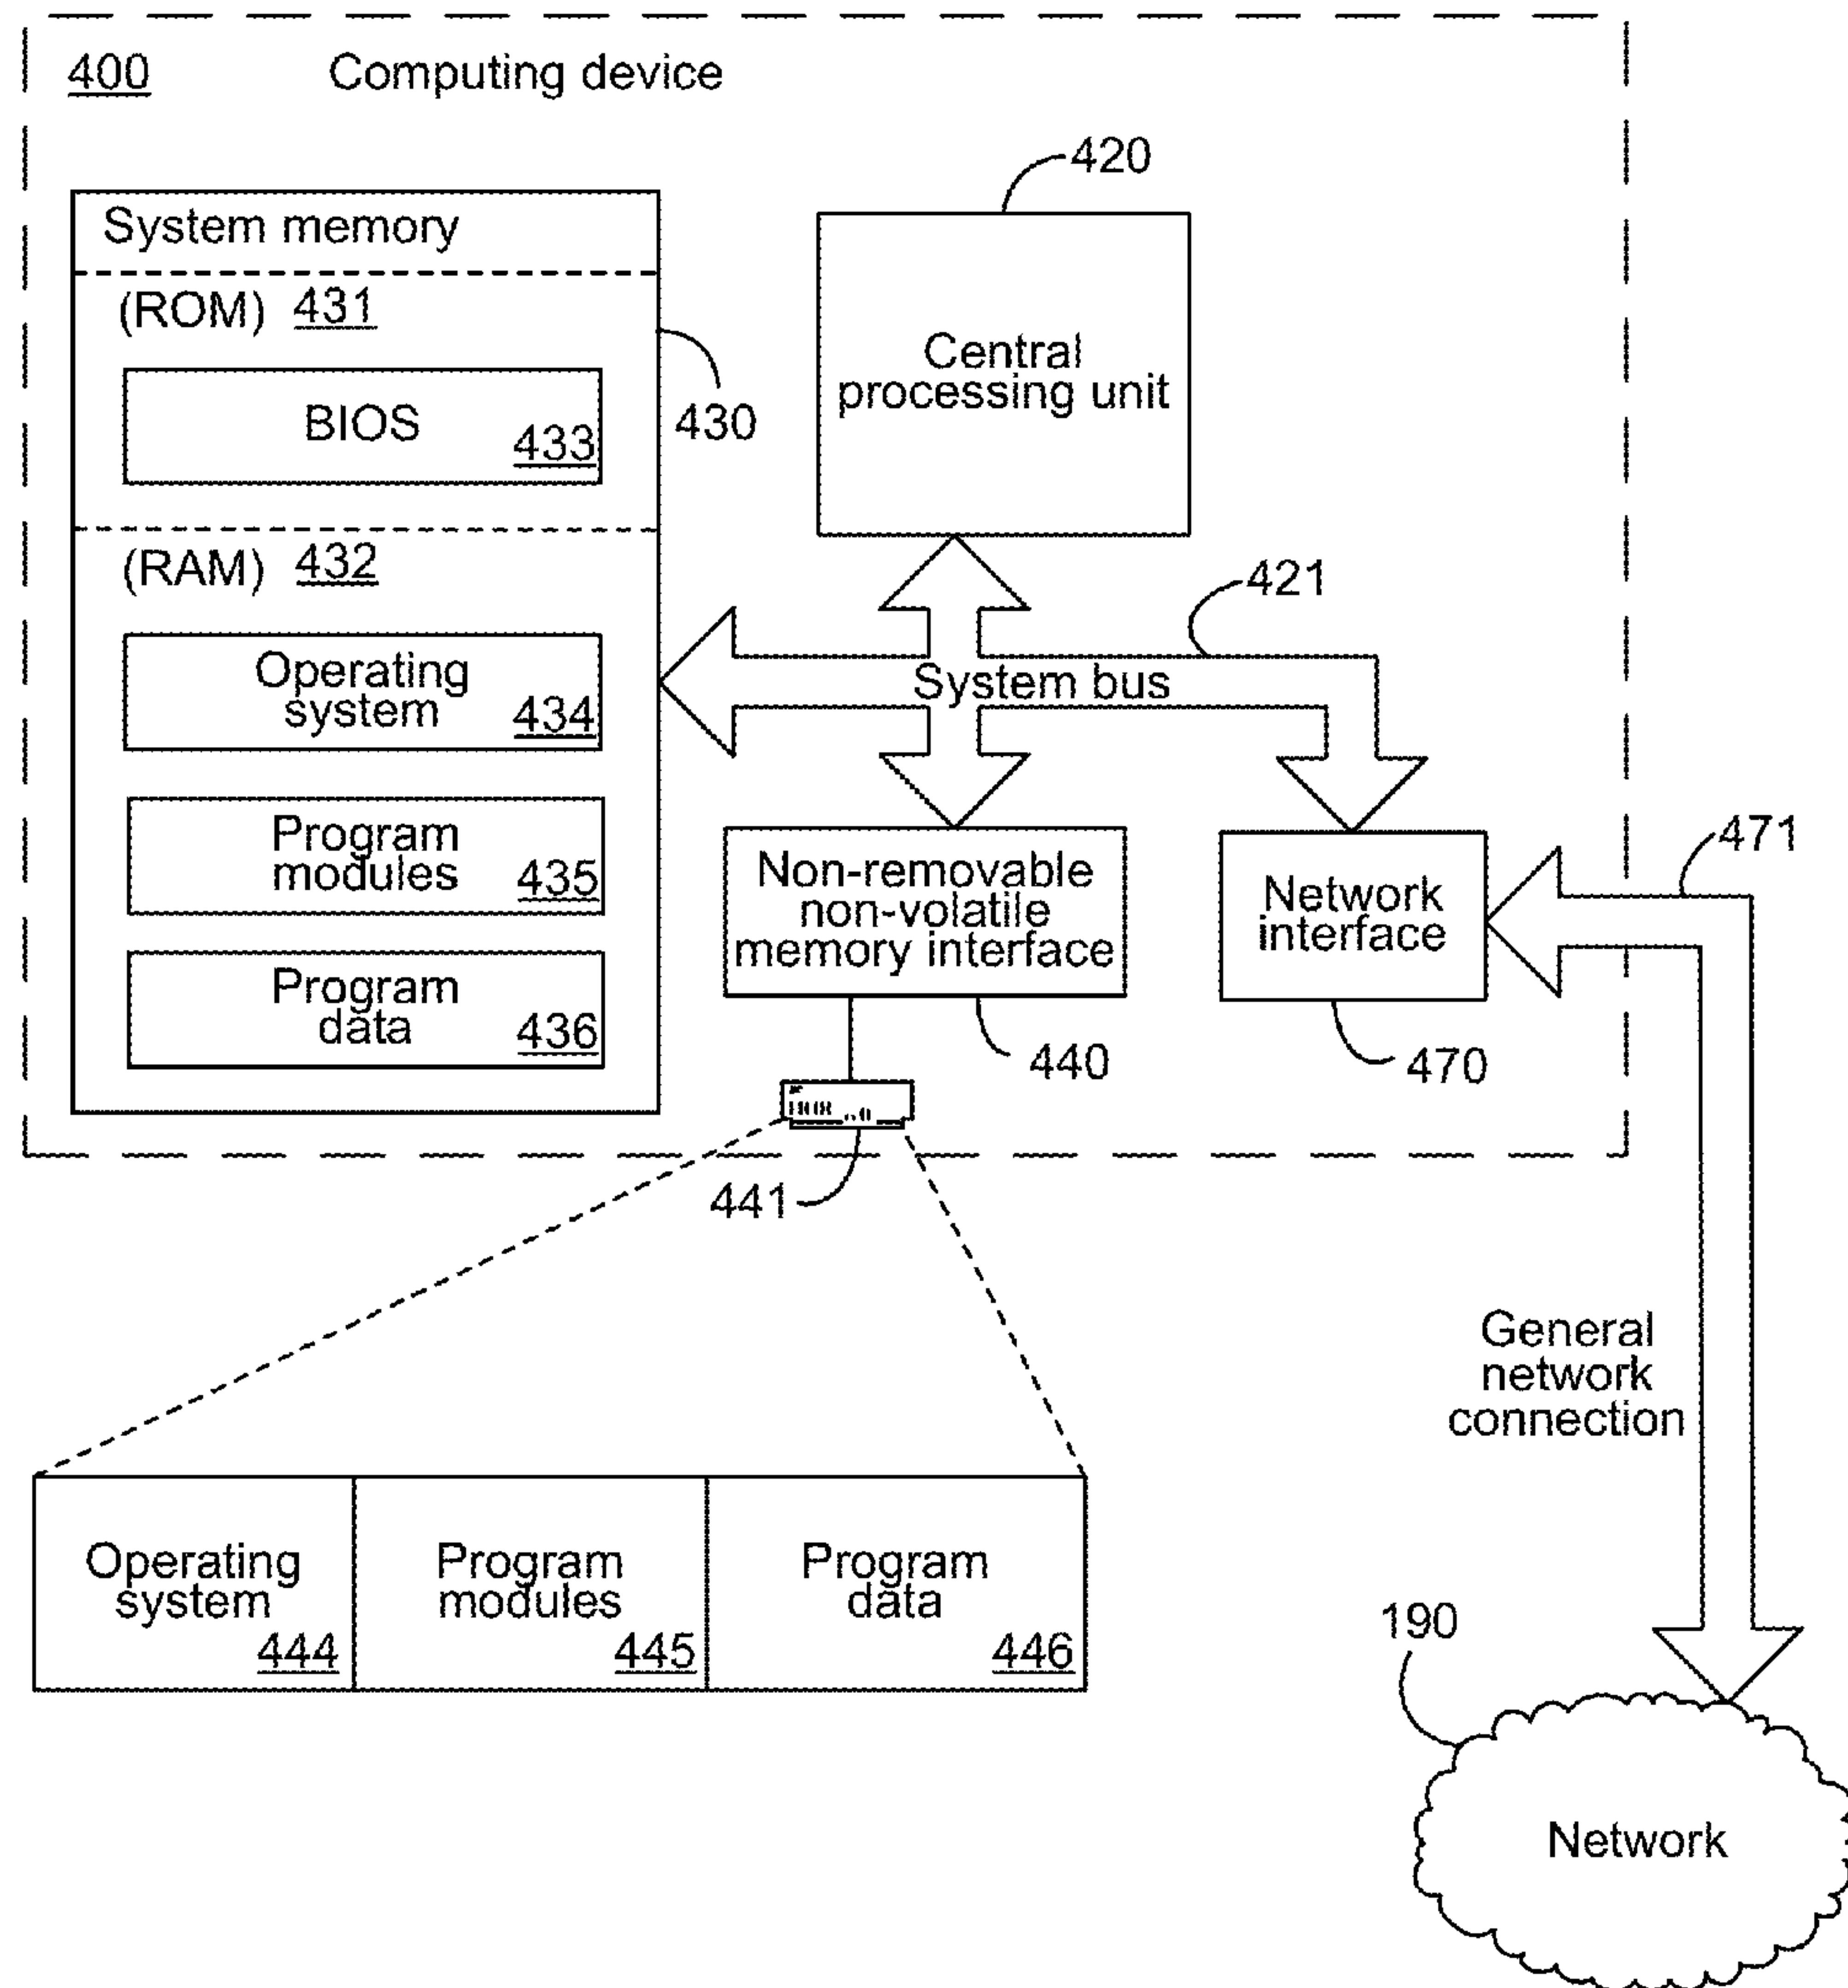 400 Computing device
420
System memory
(ROM) 431
BIOS 433
430
Central
processing unit
(RAM) 432
421
Operating
system 434
System bus
Program
modules 435
Program
data 436
Non-removable
non-volatile
memory interface
440
Network
interface
470
471
441
General
network
connection
Operating
system
444
Program
modules
445
Program
data
446
190
Network